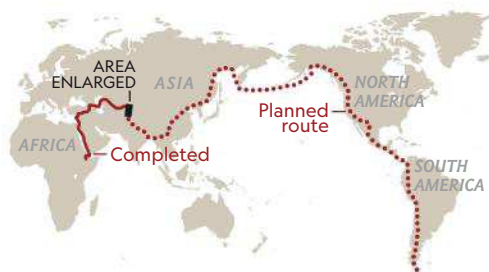 AREA
ENLARGED
ASIA
NORTH
AMERICA
Planned
route
AFRICA
Completed
SOUTH
AMERICA